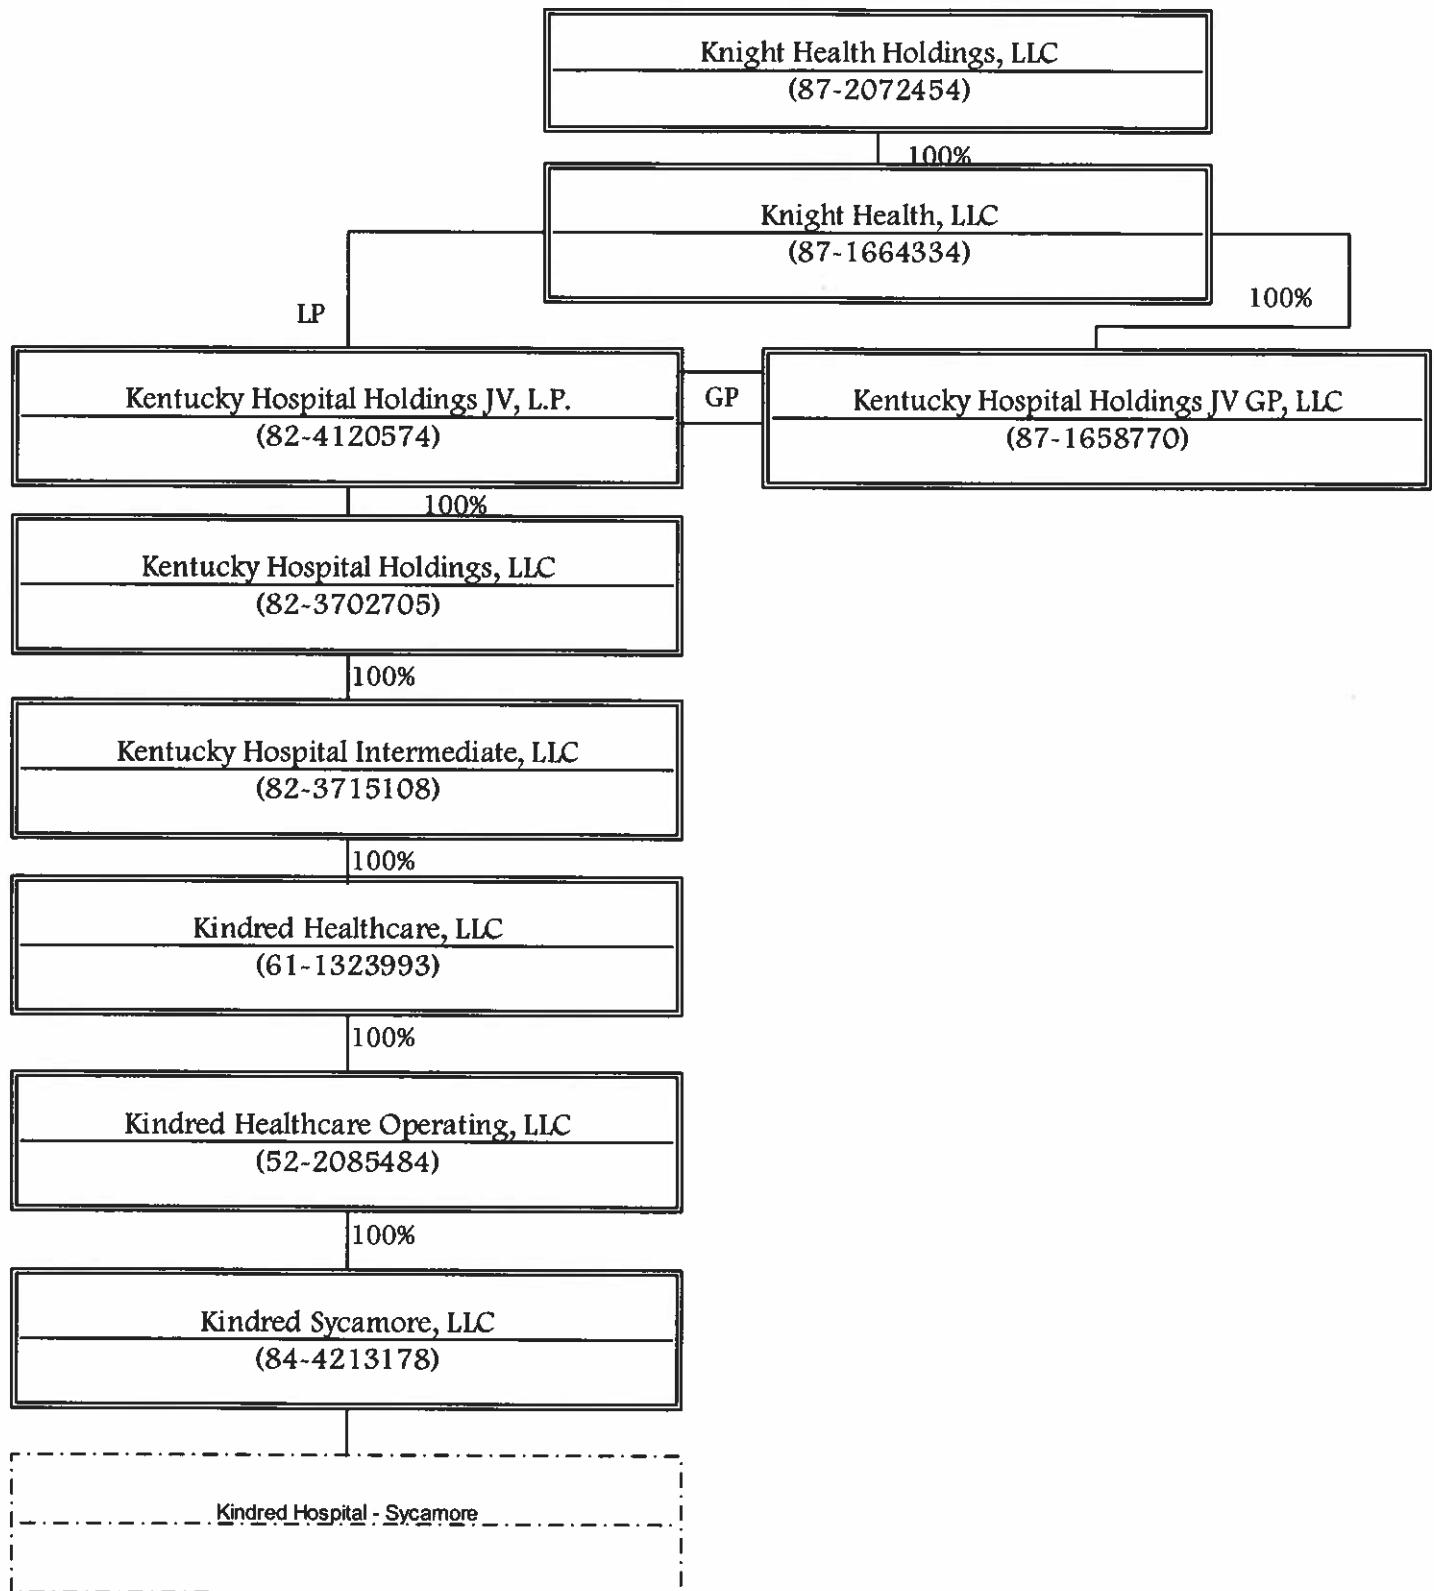 Knight Health Holdings, LLC
(87-2072454)
100%
Knight Health, LLC
(87-1664334)
LP
100%
Kentucky Hospital Holdings JV, L.P.
(82-4120574)
GP
Kentucky Hospital Holdings JV GP, LLC
(87-1658770)
100%
Kentucky Hospital Holdings, LLC
(82-3702705)
100%
Kentucky Hospital Intermediate, LLC
(82-3715108)
100%
Kindred Healthcare, LLC
(61-1323993)
100%
Kindred Healthcare Operating, LLC
(52-2085484)
100%
Kindred Sycamore, LLC
(84-4213178)
Kindred Hospital - Sycamore